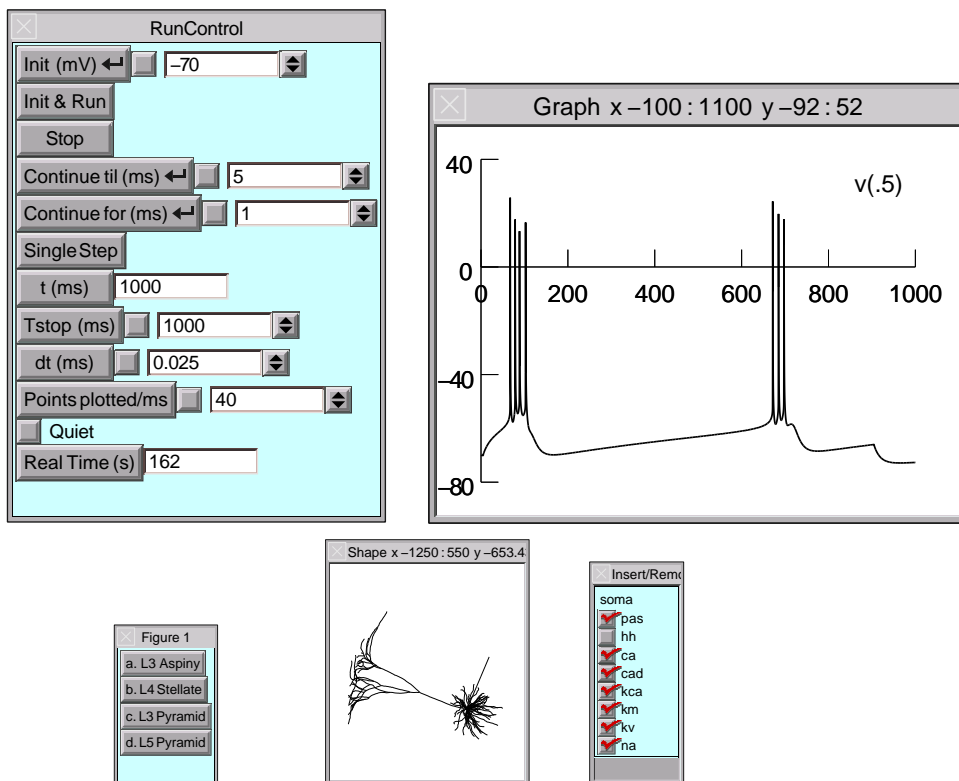 RunControl
Init (mV) –70
Init & Run
Stop
Continue til (ms) 5
Continue for (ms) 1
Single Step
t (ms) 1000
Tstop (ms) 1000
dt (ms) 0.025
Points plotted/ms 40
Quiet
Real Time (s) 162
Graph x –100 : 1100 y –92 : 52
40
v(.5)
0
0 200 400 600 800 1000
–40
–80
Figure 1
a. L3 Aspiny
b. L4 Stellate
c. L3 Pyramid
d. L5 Pyramid
Shape x –1250 : 550 y –653.4
Insert/Remo
soma
pas
hh
ca
cad
kca
km
kv
na